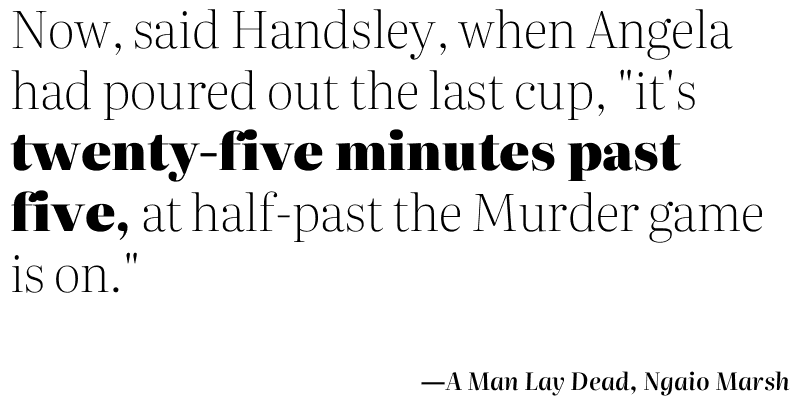 Now, said Handsley, when Angela
had poured out the last cup, "it's
twenty-five minutes past
five, at half-past the Murder game
is on."
—A Man Lay Dead, Ngaio Marsh